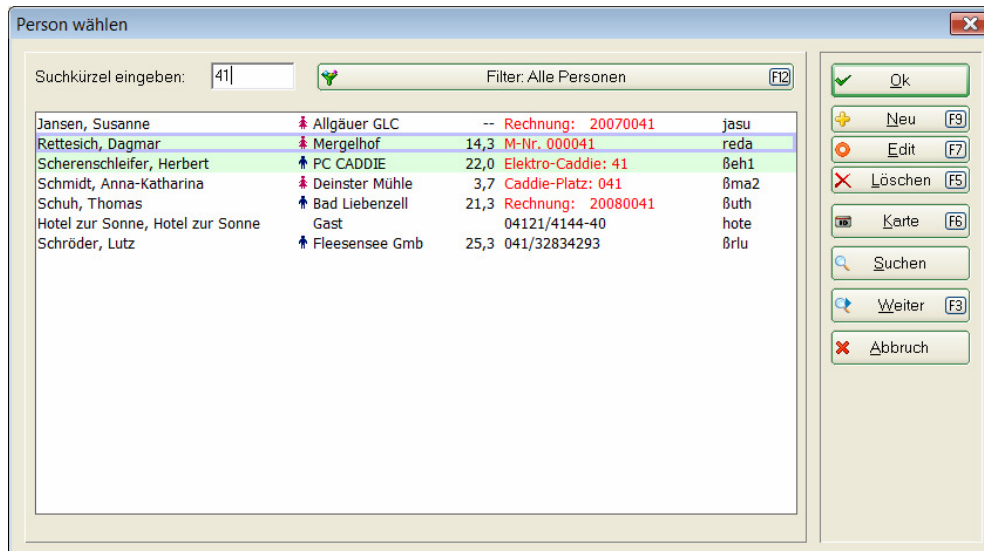 Person wählen
Suchkürzel eingeben: 41 Filter: Alle Personen F12
Jansen, Susanne Allgäuer GLC -- Rechnung: 20070041 jasu
Rettesich, Dagmar Mergelhof 14,3 M-Nr. 000041 reda
Scherenschleifer, Herbert PC CADDIE 22,0 Elektro-Caddie: 41 ßeh1
Schmidt, Anna-Katharina Deinster Mühle 3,7 Caddie-Platz: 041 ßma2
Schuh, Thomas Bad Liebenzell 21,3 Rechnung: 20080041 ßuth
Hotel zur Sonne, Hotel zur Sonne Gast 04121/4144-40 hote
Schröder, Lutz Fleesensee Gmb 25,3 041/32834293 ßrlu
Ok
Neu F9
Edit F7
Löschen F5
Karte F6
Suchen
Weiter F3
Abbruch